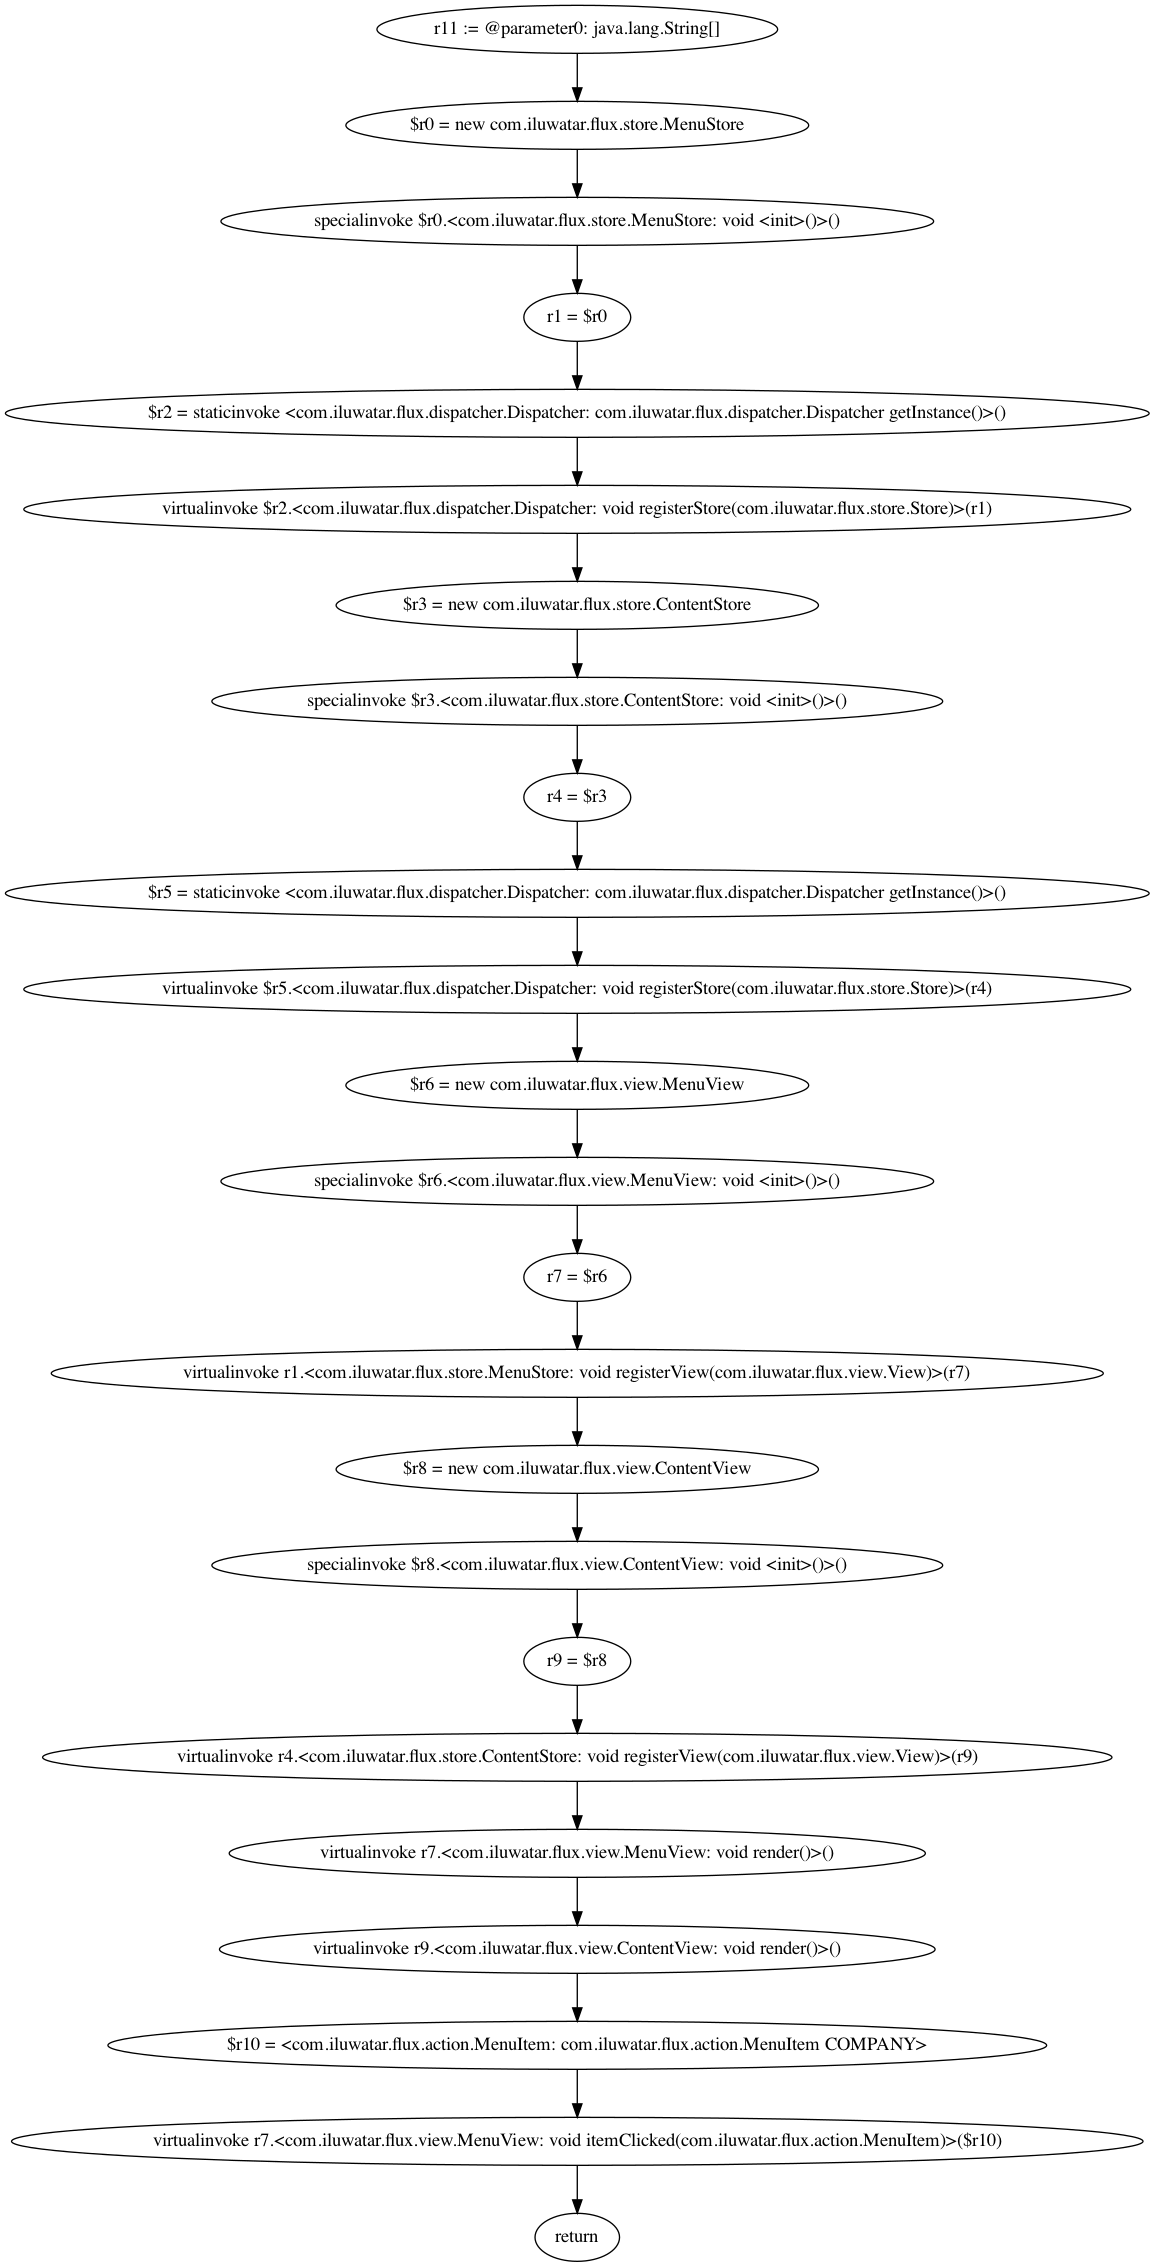 r11 := @parameter0: java.lang.String[]
$r0 = new com.iluwatar.flux.store.MenuStore
specialinvoke $r0.<com.iluwatar.flux.store.MenuStore: void <init>()>()
r1 = $r0
$r2 = staticinvoke <com.iluwatar.flux.dispatcher.Dispatcher: com.iluwatar.flux.dispatcher.Dispatcher getInstance()>()
virtualinvoke $r2.<com.iluwatar.flux.dispatcher.Dispatcher: void registerStore(com.iluwatar.flux.store.Store)>(r1)
$r3 = new com.iluwatar.flux.store.ContentStore
specialinvoke $r3.<com.iluwatar.flux.store.ContentStore: void <init>()>()
r4 = $r3
$r5 = staticinvoke <com.iluwatar.flux.dispatcher.Dispatcher: com.iluwatar.flux.dispatcher.Dispatcher getInstance()>()
virtualinvoke $r5.<com.iluwatar.flux.dispatcher.Dispatcher: void registerStore(com.iluwatar.flux.store.Store)>(r4)
$r6 = new com.iluwatar.flux.view.MenuView
specialinvoke $r6.<com.iluwatar.flux.view.MenuView: void <init>()>()
r7 = $r6
virtualinvoke r1.<com.iluwatar.flux.store.MenuStore: void registerView(com.iluwatar.flux.view.View)>(r7)
$r8 = new com.iluwatar.flux.view.ContentView
specialinvoke $r8.<com.iluwatar.flux.view.ContentView: void <init>()>()
r9 = $r8
virtualinvoke r4.<com.iluwatar.flux.store.ContentStore: void registerView(com.iluwatar.flux.view.View)>(r9)
virtualinvoke r7.<com.iluwatar.flux.view.MenuView: void render()>()
virtualinvoke r9.<com.iluwatar.flux.view.ContentView: void render()>()
$r10 = <com.iluwatar.flux.action.MenuItem: com.iluwatar.flux.action.MenuItem COMPANY>
virtualinvoke r7.<com.iluwatar.flux.view.MenuView: void itemClicked(com.iluwatar.flux.action.MenuItem)>($r10)
return